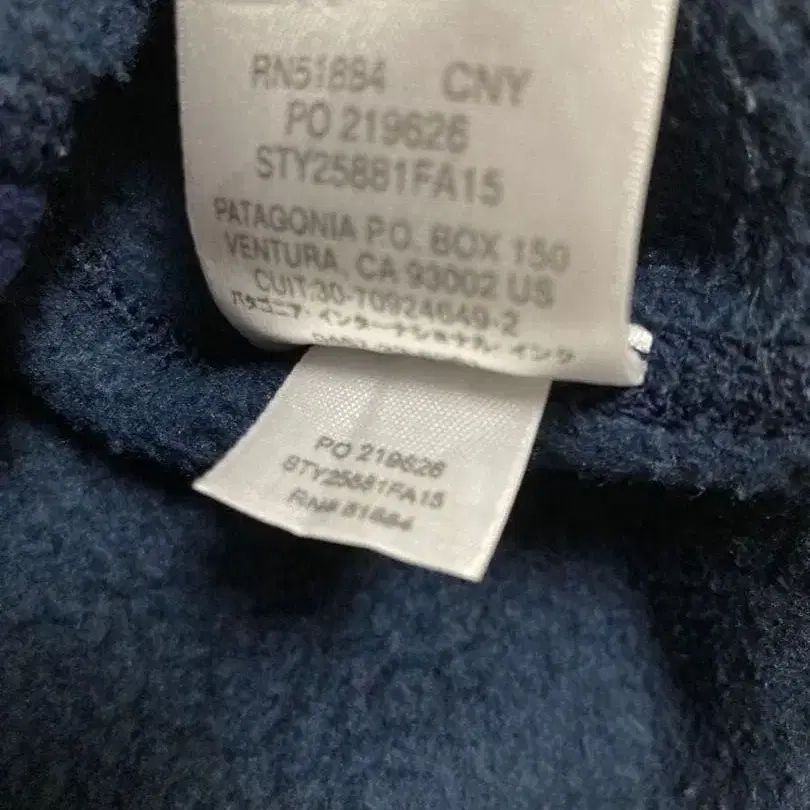 RN51884 CNY
PO 219626
STY25881FA15
PATAGONIA P.O. BOX 150
VENTURA, CA 93002 US
CUIT:30-70924649-2
パタゴニア・インターナショナル・インク
PO 219626
STY25881FA15
RN# 51884